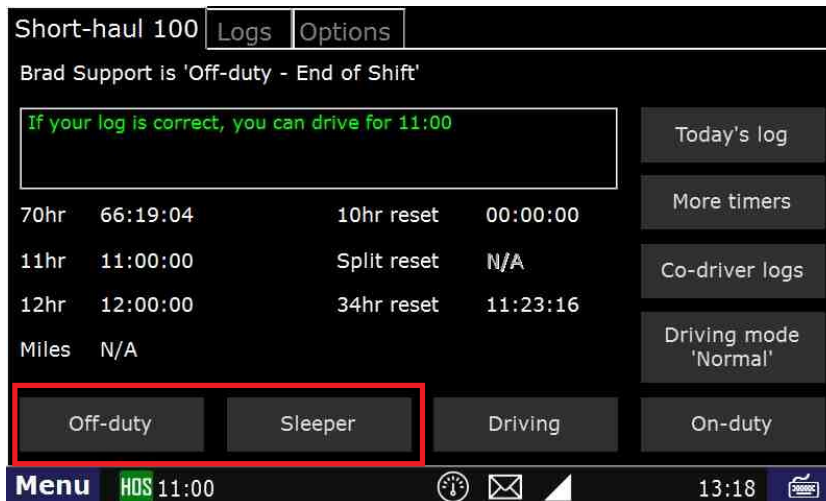 Short-haul 100 Logs Options
Brad Support is 'Off-duty - End of Shift'
If your log is correct, you can drive for 11:00
Today's log
More timers
70hr 66:19:04 10hr reset 00:00:00
11hr 11:00:00 Split reset N/A
Co-driver logs
12hr 12:00:00 34hr reset 11:23:16
Miles N/A
Driving mode
'Normal'
Off-duty Sleeper Driving On-duty
Menu HOS 11:00 13:18